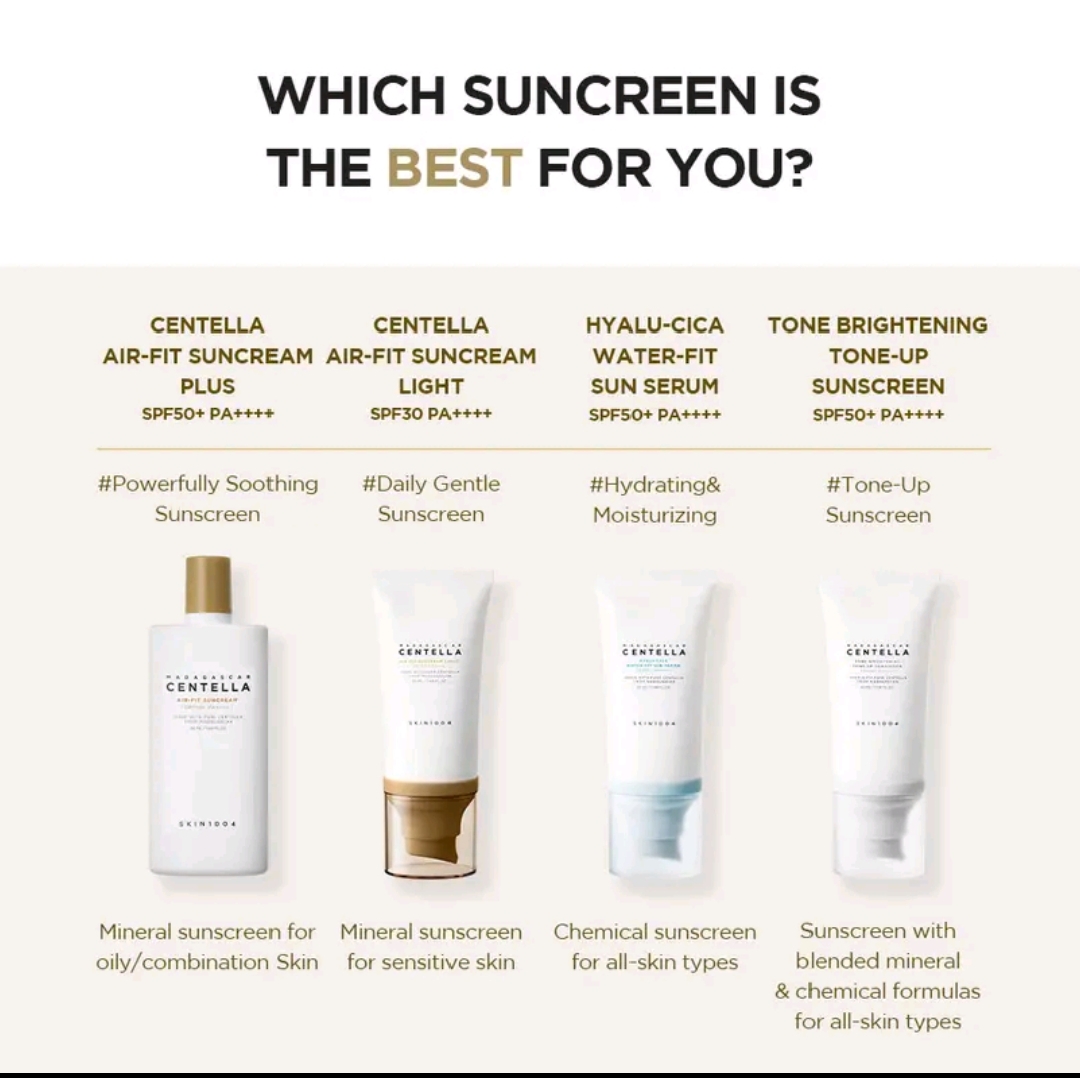 WHICH SUNCREEN IS
THE BEST FOR YOU?
CENTELLA
AIR-FIT SUNCREAM
PLUS
SPF50+ PA++++
CENTELLA
AIR-FIT SUNCREAM
LIGHT
SPF30 PA++++
HYALU-CICA
WATER-FIT
SUN SERUM
SPF50+ PA++++
TONE BRIGHTENING
TONE-UP
SUNSCREEN
SPF50+ PA++++
#Powerfully Soothing
Sunscreen
#Daily Gentle
Sunscreen
#Hydrating&
Moisturizing
#Tone-Up
Sunscreen
MADAGASCAR
CENTELLA
AIR-FIT SUNCREAM
SKIN1004
MADAGASCAR
CENTELLA
SKIN1004
MADAGASCAR
CENTELLA
SKIN1004
MADAGASCAR
CENTELLA
SKIN1004
Mineral sunscreen for
oily/combination Skin
Mineral sunscreen
for sensitive skin
Chemical sunscreen
for all-skin types
Sunscreen with
blended mineral
& chemical formulas
for all-skin types